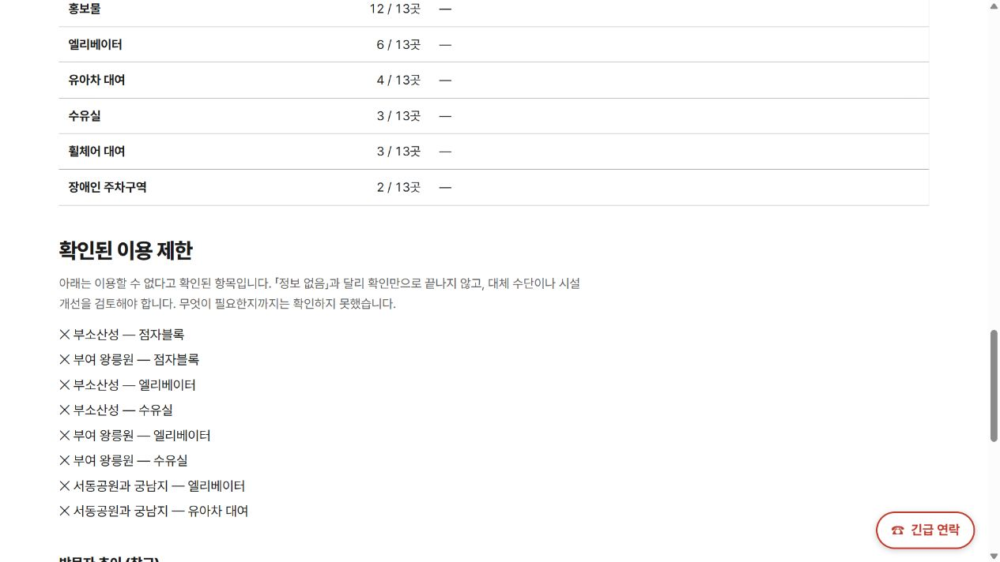 홍보물 12 / 13곳 —
엘리베이터 6 / 13곳 —
유아차 대여 4 / 13곳 —
수유실 3 / 13곳 —
휠체어 대여 3 / 13곳 —
장애인 주차구역 2 / 13곳 —
확인된 이용 제한
아래는 이용할 수 없다고 확인된 항목입니다. 「정보 없음」과 달리 확인만으로 끝나지 않고, 대체 수단이나 시설
개선을 검토해야 합니다. 무엇이 필요한지까지는 확인하지 못했습니다.
✕ 부소산성 — 점자블록
✕ 부여 왕릉원 — 점자블록
✕ 부소산성 — 엘리베이터
✕ 부소산성 — 수유실
✕ 부여 왕릉원 — 엘리베이터
✕ 부여 왕릉원 — 수유실
✕ 서동공원과 궁남지 — 엘리베이터
✕ 서동공원과 궁남지 — 유아차 대여
☎ 긴급 연락